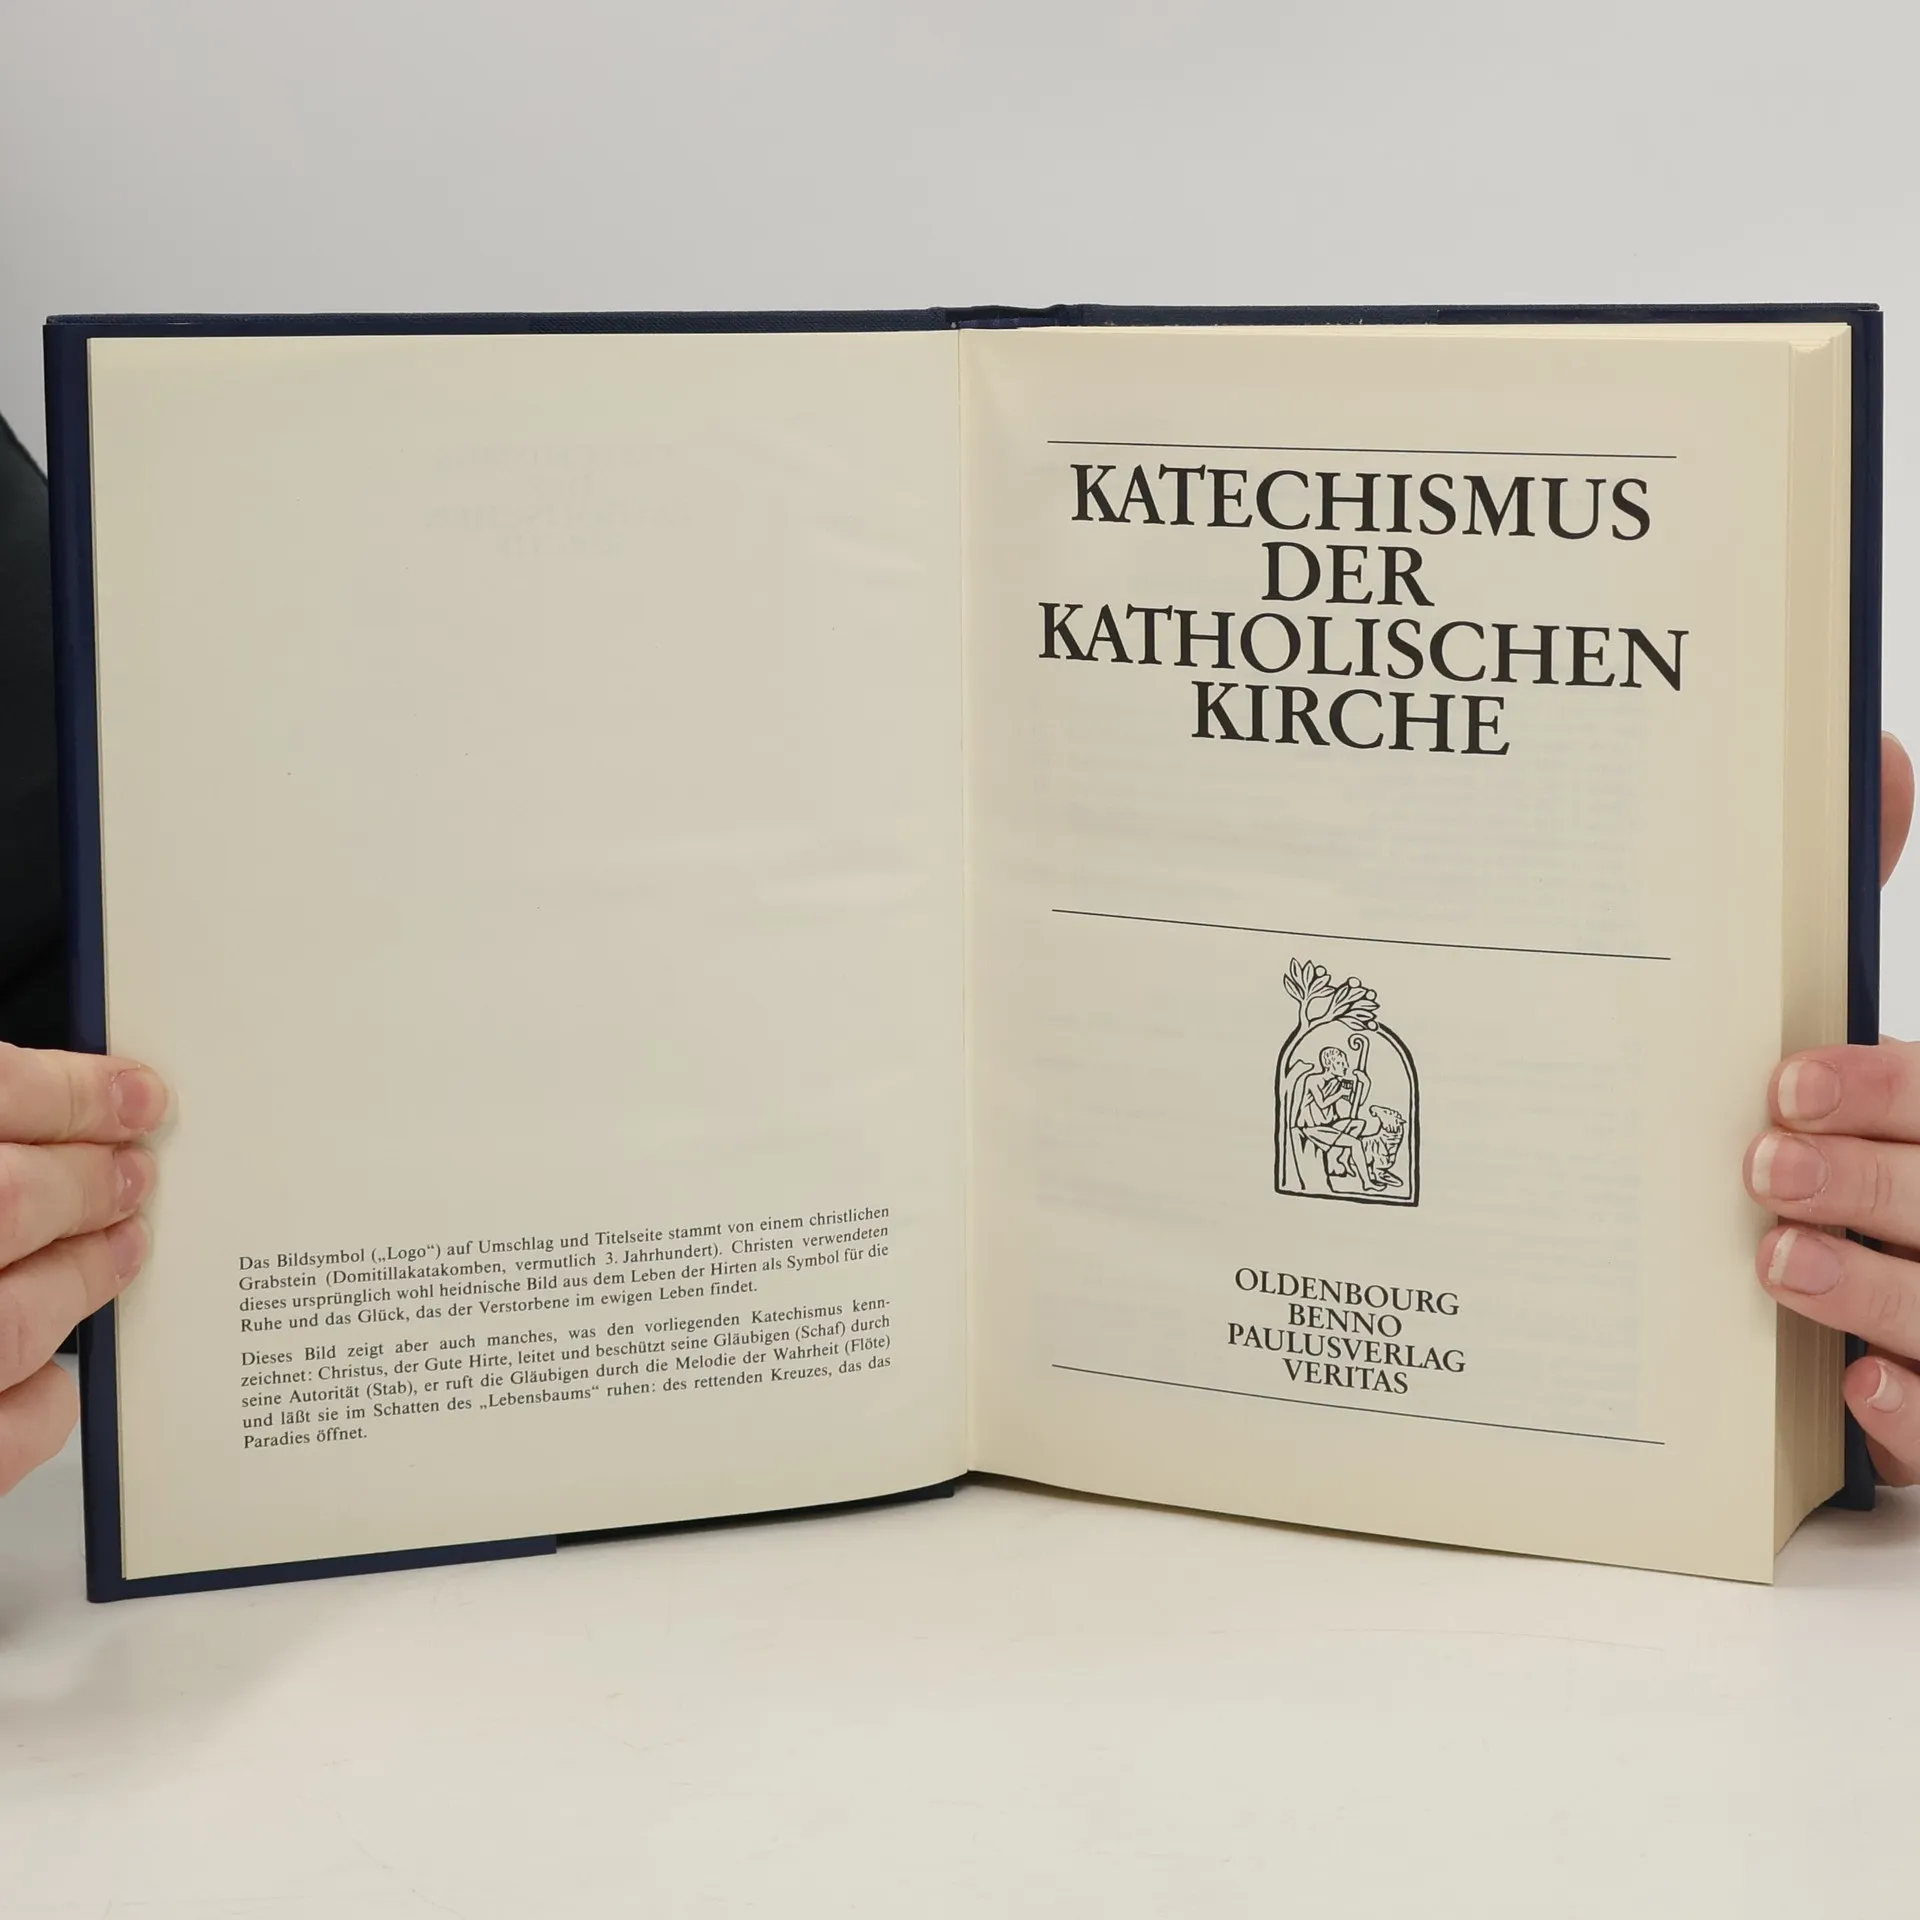 Das Bildsymbol („Logo“) auf Umschlag und Titelseite stammt von einem christlichen
Grabstein (Domitillakatakomben, vermutlich 3. Jahrhundert). Christen verwendeten
dieses ursprünglich wohl heidnische Bild aus dem Leben der Hirten als Symbol für die
Ruhe und das Glück, das der Verstorbene im ewigen Leben findet.
Dieses Bild zeigt aber auch manches, was den vorliegenden Katechismus kenn-
zeichnet: Christus, der Gute Hirte, leitet und beschützt seine Gläubigen (Schaf) durch
seine Autorität (Stab), er ruft die Gläubigen durch die Melodie der Wahrheit (Flöte)
und läßt sie im Schatten des „Lebensbaums“ ruhen: des rettenden Kreuzes, das das
Paradies öffnet.
KATECHISMUS
DER
KATHOLISCHEN
KIRCHE
OLDENBOURG
BENNO
PAULUSVERLAG
VERITAS